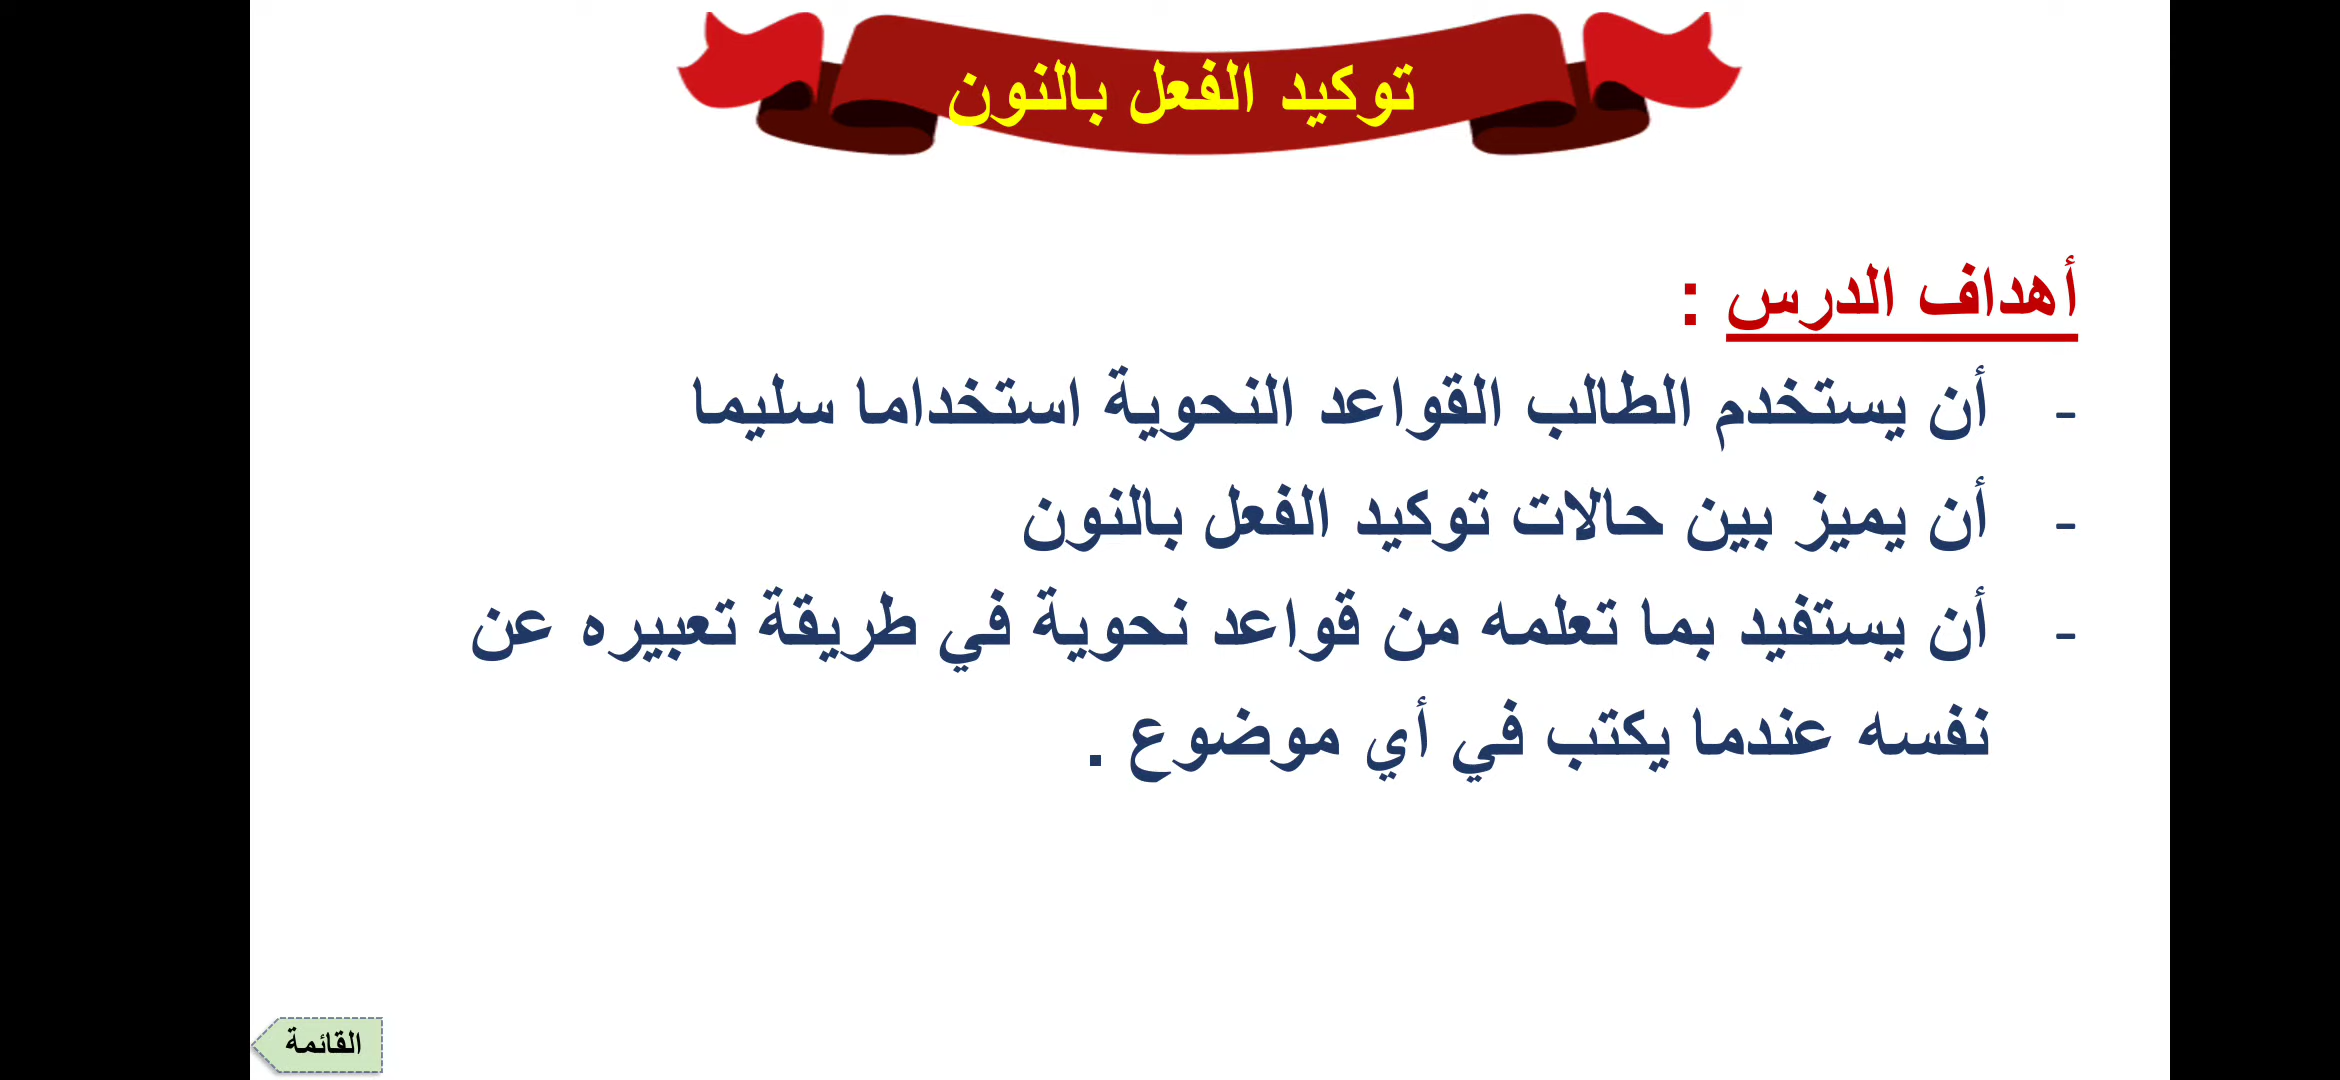 توكيد الفعل بالنون
أهداف الدرس :
- أن يستخدم الطالب القواعد النحوية استخداما سليما
- أن يميز بين حالات توكيد الفعل بالنون
- أن يستفيد بما تعلمه من قواعد نحوية في طريقة تعبيره عن
نفسه عندما يكتب في أي موضوع .
القائمة